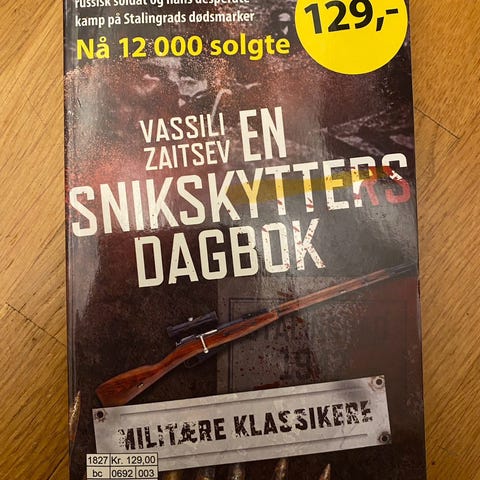 russisk soldat og hans desperate
kamp på Stalingrads dødsmarker
129,-
Nå 12 000 solgte
VASSILI
ZAITSEV EN
SNIKSKYTTERS
DAGBOK
MILITÆRE KLASSIKERE
1827 Kr. 129,00
bc 0692 003